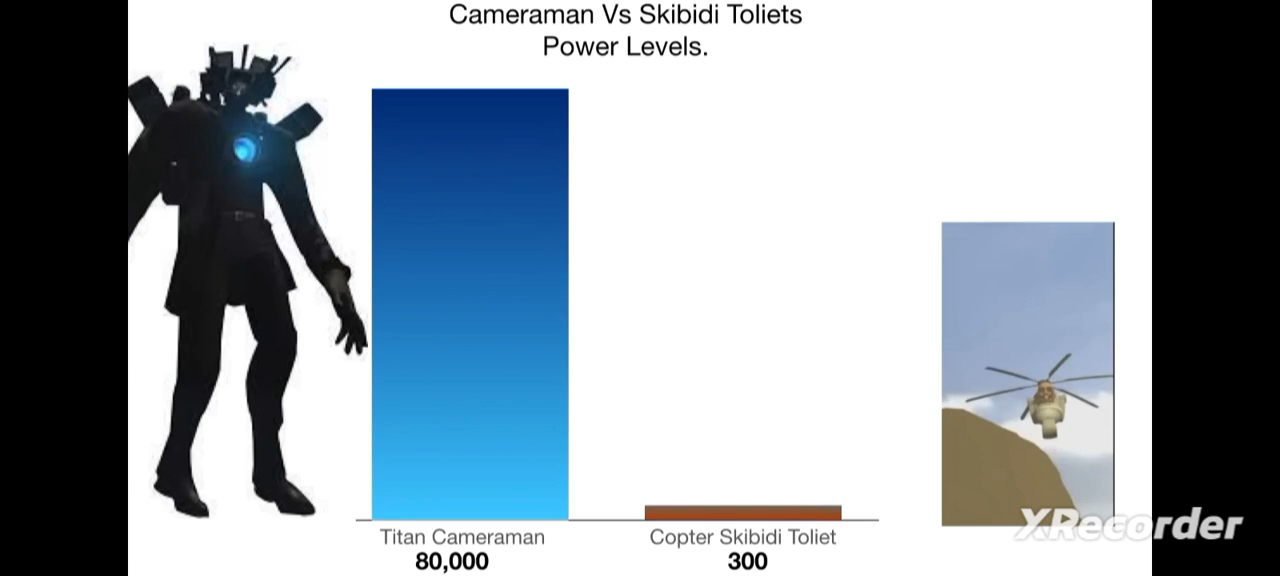 Cameraman Vs Skibidi Toliets
Power Levels.
Titan Cameraman
80,000
Copter Skibidi Toliet
300
XRecorder